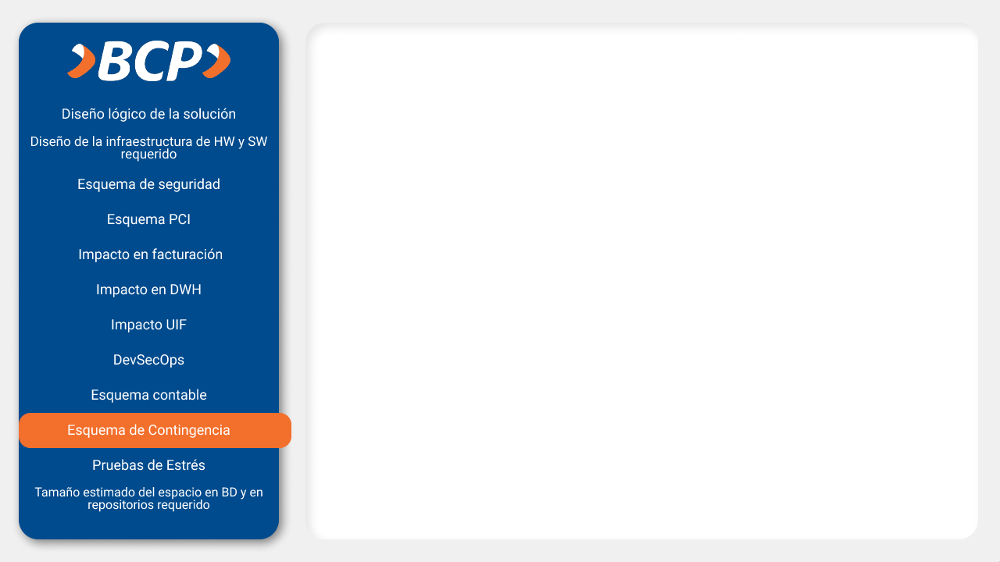 BCP
Diseño lógico de la solución
Diseño de la infraestructura de HW y SW
requerido
Esquema de seguridad
Esquema PCI
Impacto en facturación
Impacto en DWH
Impacto UIF
DevSecOps
Esquema contable
Esquema de Contingencia
Pruebas de Estrés
Tamaño estimado del espacio en BD y en
repositorios requerido